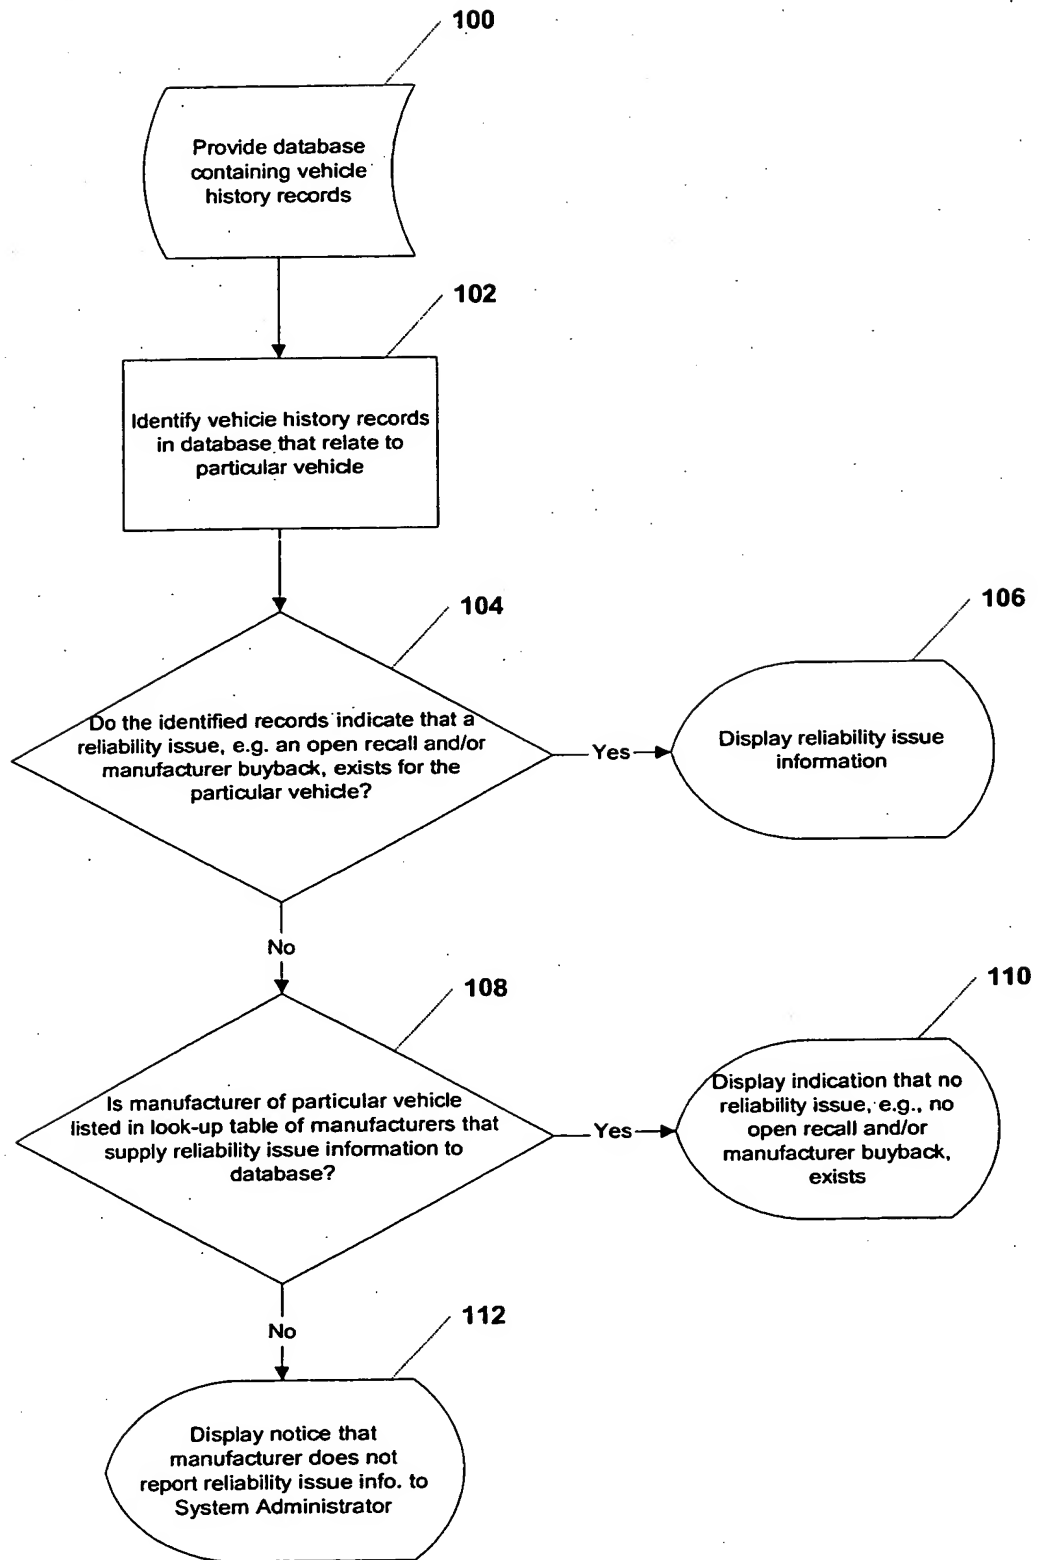 100
Provide database
containing vehicle
history records
102
Identify vehicie history records
in database that relate to
particular vehicle
104
Do the identified records indicate that a
reliability issue, e.g. an open recall and/or
manufacturer buyback, exists for the
particular vehicle?
Yes
106
Display reliability issue
information
No
108
Is manufacturer of particular vehicle
listed in look-up table of manufacturers that
supply reliability issue information to
database?
Yes
110
Display indication that no
reliability issue, e.g., no
open recall and/or
manufacturer buyback,
exists
No
112
Display notice that
manufacturer does not
report reliability issue info. to
System Administrator